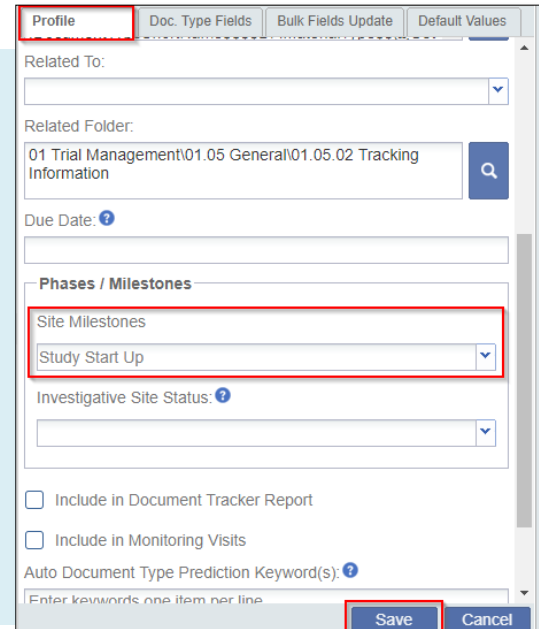 Profile Doc. Type Fields Bulk Fields Update Default Values
Related To:
Related Folder:
01 Trial Management\01.05 General\01.05.02 Tracking
Information
Due Date: ?
Phases / Milestones
Site Milestones
Study Start Up
Investigative Site Status: ?
Include in Document Tracker Report
Include in Monitoring Visits
Auto Document Type Prediction Keyword(s): ?
Enter keywords one item per line
Save Cancel